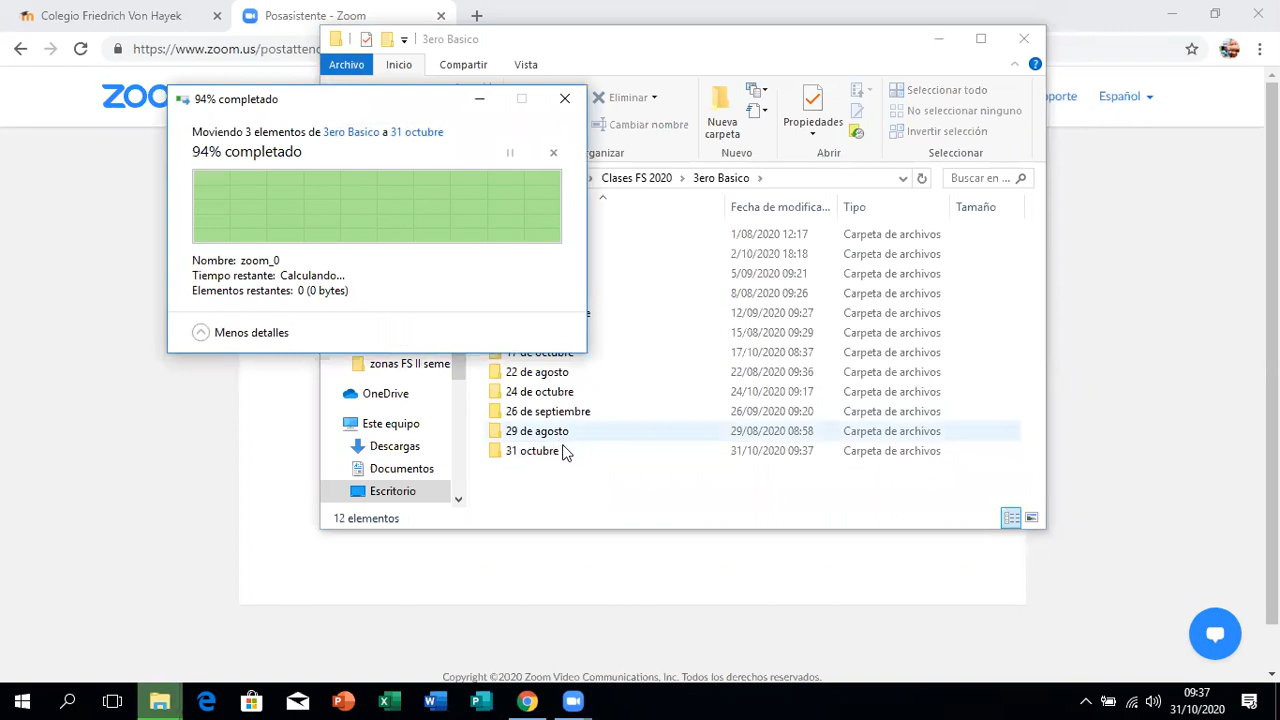 Colegio Friedrich Von Hayek
Posasistente - Zoom
https://www.zoom.us/postattend
3ero Basico
Archivo
Inicio
Compartir
Vista
Eliminar
Cambiar nombre
Nueva
carpeta
Propiedades
Seleccionar todo
No seleccionar ninguno
Invertir selección
Nuevo
Abrir
Seleccionar
Español
94% completado
Moviendo 3 elementos de 3ero Basico a 31 octubre
94% completado
Nombre: zoom_0
Tiempo restante: Calculando...
Elementos restantes: 0 (0 bytes)
Menos detalles
Clases FS 2020 > 3ero Basico >
Buscar en ...
Fecha de modifica...
Tipo
Tamaño
1/08/2020 12:17 Carpeta de archivos
2/10/2020 18:18 Carpeta de archivos
5/09/2020 09:21 Carpeta de archivos
8/08/2020 09:26 Carpeta de archivos
12/09/2020 09:27 Carpeta de archivos
15/08/2020 09:29 Carpeta de archivos
17 de octubre 17/10/2020 08:37 Carpeta de archivos
22 de agosto 22/08/2020 09:36 Carpeta de archivos
24 de octubre 24/10/2020 09:17 Carpeta de archivos
26 de septiembre 26/09/2020 09:20 Carpeta de archivos
29 de agosto 29/08/2020 08:58 Carpeta de archivos
31 octubre 31/10/2020 09:37 Carpeta de archivos
zonas FS II seme
OneDrive
Este equipo
Descargas
Documentos
Escritorio
12 elementos
Copyright ©2020 Zoom Video Communications, Inc. Todos los derechos reservados.
09:37
31/10/2020